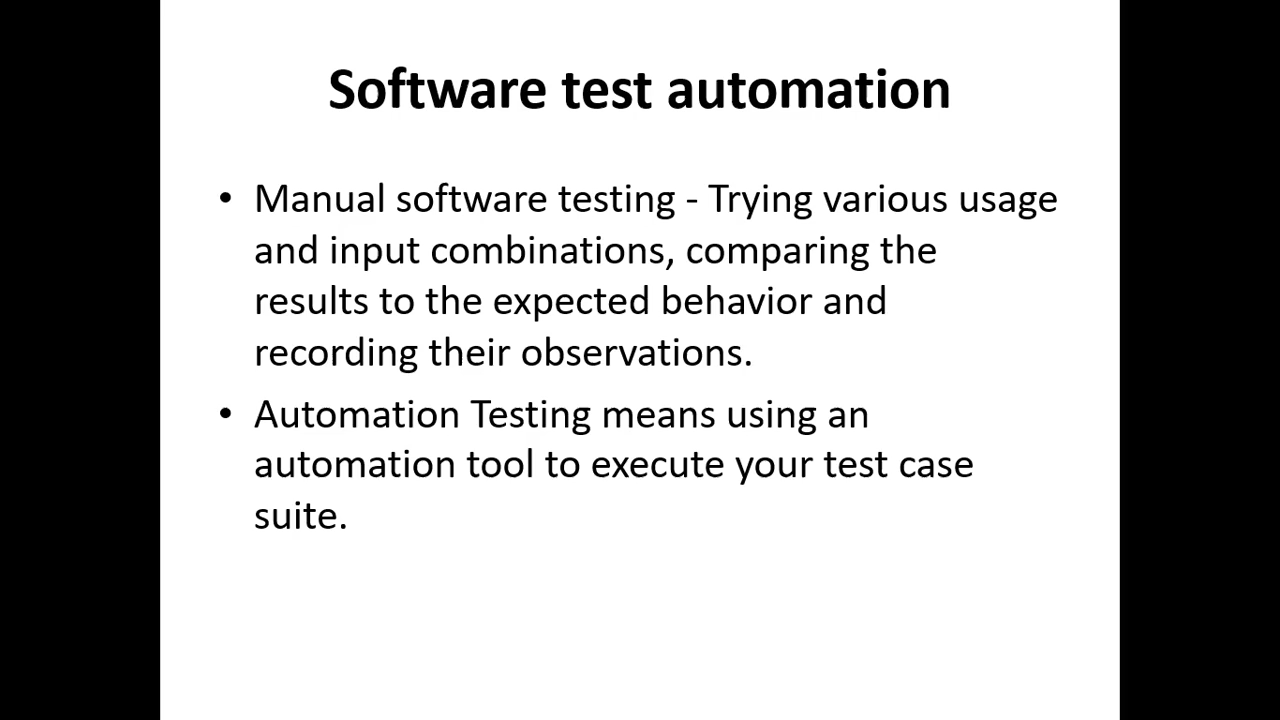 Software test automation
• Manual software testing - Trying various usage
and input combinations, comparing the
results to the expected behavior and
recording their observations.
• Automation Testing means using an
automation tool to execute your test case
suite.